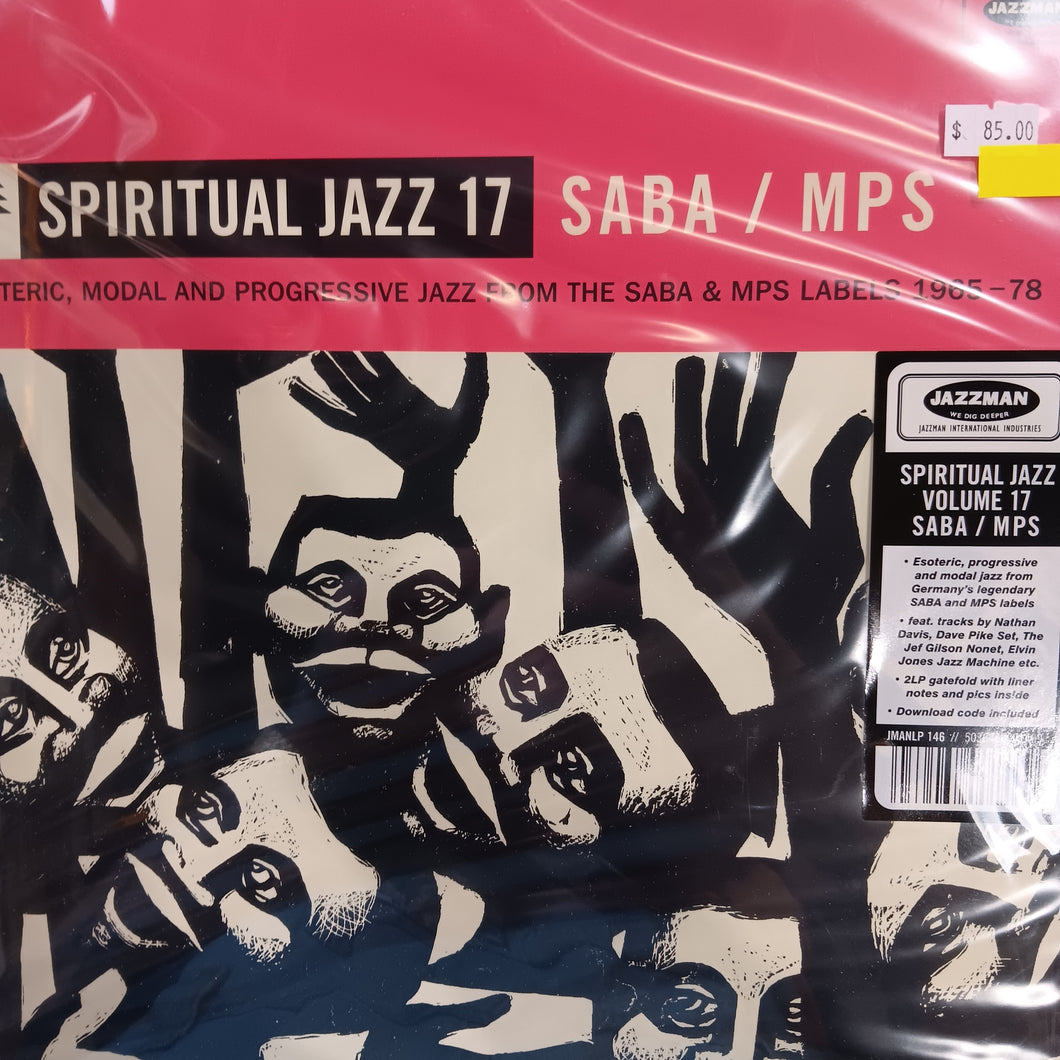 JAZZMAN
$ 85.00
SPIRITUAL JAZZ 17 SABA / MPS
TERIC, MODAL AND PROGRESSIVE JAZZ FROM THE SABA & MPS LABELS 1965–78
JAZZMAN
WE DIG DEEPER
JAZZMAN INTERNATIONAL INDUSTRIES
SPIRITUAL JAZZ
VOLUME 17
SABA / MPS
• Esoteric, progressive
and modal jazz from
Germany's legendary
SABA and MPS labels
• feat. tracks by Nathan
Davis, Dave Pike Set, The
Jef Gilson Nonet, Elvin
Jones Jazz Machine etc.
• 2LP gatefold with liner
notes and pics inside
• Download code included
JMANLP 146 //